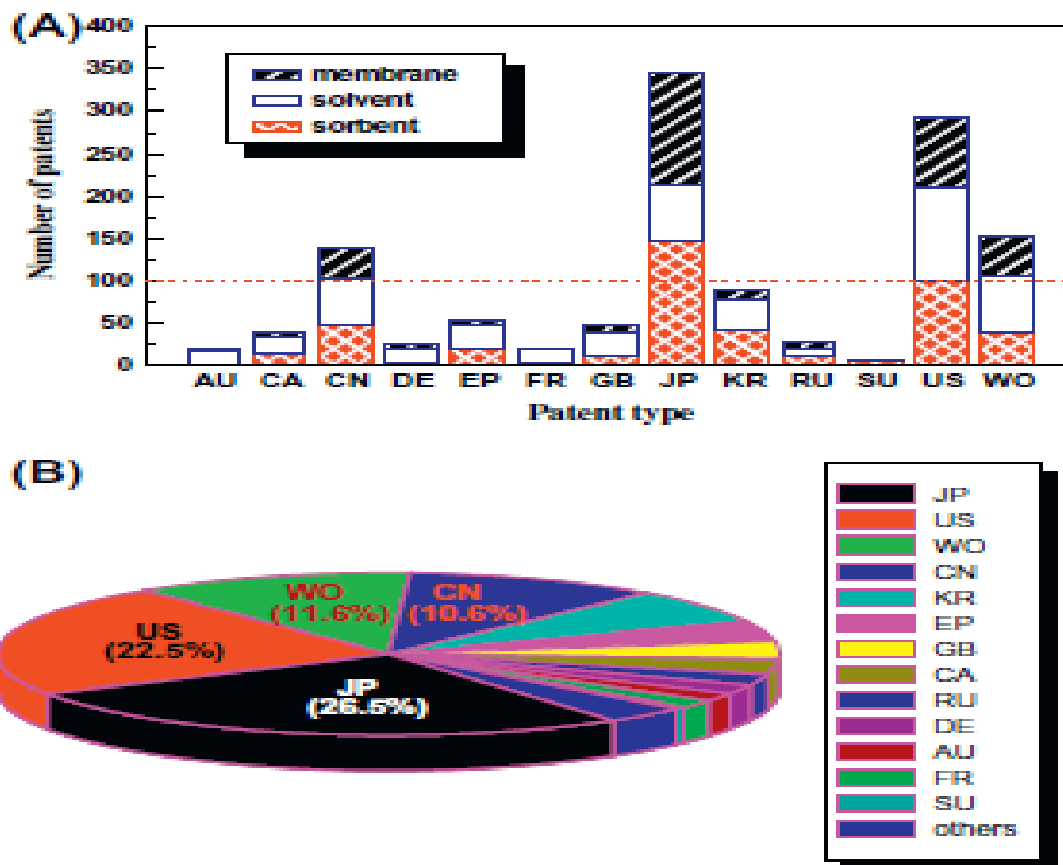 (A)
400
350
300
250
200
150
100
50
0
Number of patents
membrane
solvent
sorbent
AU CA CN DE EP FR GB JP KR RU SU US WO
Patent type
(B)
WO
(11.6%)
CN
(10.6%)
US
(22.5%)
JP
(26.5%)
JP
US
WO
CN
KR
EP
GB
CA
RU
DE
AU
FR
SU
others